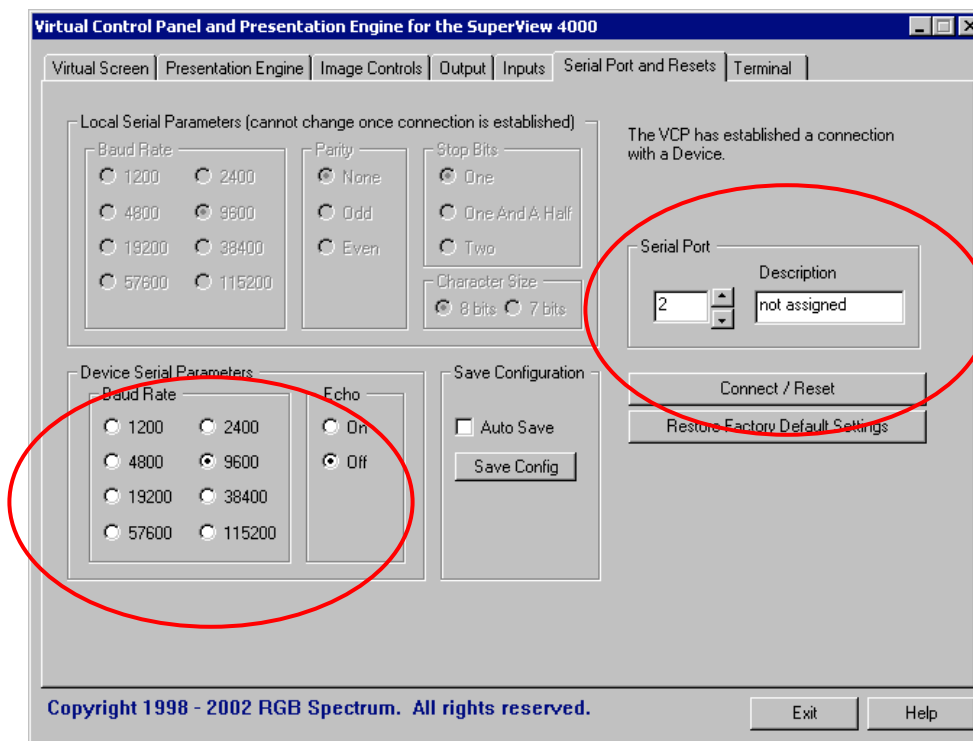 Virtual Control Panel and Presentation Engine for the SuperView 4000
Virtual Screen Presentation Engine Image Controls Output Inputs Serial Port and Resets Terminal
Local Serial Parameters (cannot change once connection is established)
Baud Rate
1200 2400
4800 9600
19200 38400
57600 115200
Parity
None
Odd
Even
Stop Bits
One
One And A Half
Two
Character Size
8 bits 7 bits
The VCP has established a connection
with a Device.
Serial Port
Description
2 not assigned
Connect / Reset
Restore Factory Default Settings
Device Serial Parameters
Baud Rate
1200 2400
4800 9600
19200 38400
57600 115200
Echo
On
Off
Save Configuration
Auto Save
Save Config
Copyright 1998 - 2002 RGB Spectrum. All rights reserved.
Exit Help